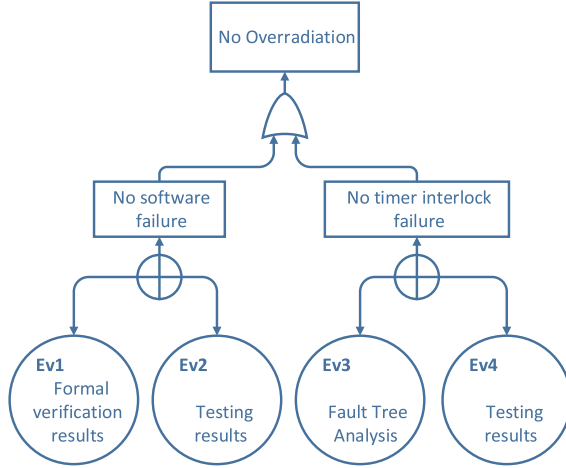 No Overradiation
No software
failure
No timer interlock
failure
Ev1
Formal
verification
results
Ev2
Testing
results
Ev3
Fault Tree
Analysis
Ev4
Testing
results